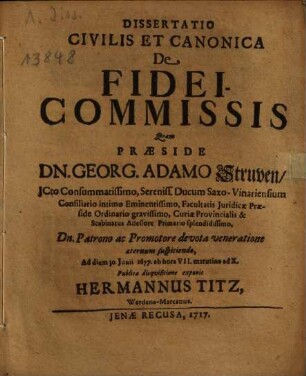 13848
DISSERTATIO
CIVILIS ET CANONICA
De
FIDEI-
COMMISSIS
Quam
PRÆSIDE
DN. GEORG. ADAMO Struven/
JCto Consummatissimo, Sereniss. Ducum Saxo-Vinariensium
Consiliario intimo Eminentissimo, Facultatis Juridicæ Præ-
side Ordinario gravissimo, Curiæ Provincialis &
Scabinatus Assessore Primario splendidissimo,
Dn. Patrono ac Promotore devota veneratione
æternum suspiciendo,
Ad diem Junii 1677. ab hora VII. matutina ad X.
Publicæ disquisitioni exponit
HERMANNUS TITZ,
Werdena-Marcanus.
JENÆ RECUSA, 1717.